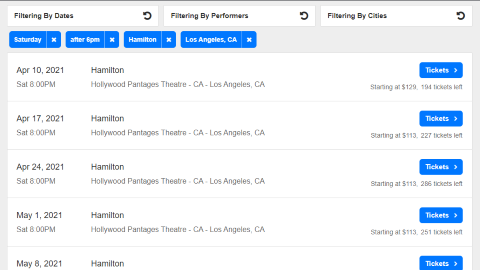 Filtering By Dates
Filtering By Performers
Filtering By Cities
Saturday ×
after 6pm ×
Hamilton ×
Los Angeles, CA ×
Apr 10, 2021 Hamilton Tickets >
Sat 8:00PM Hollywood Pantages Theatre - CA - Los Angeles, CA Starting at $129, 194 tickets left
Apr 17, 2021 Hamilton Tickets >
Sat 8:00PM Hollywood Pantages Theatre - CA - Los Angeles, CA Starting at $113, 227 tickets left
Apr 24, 2021 Hamilton Tickets >
Sat 8:00PM Hollywood Pantages Theatre - CA - Los Angeles, CA Starting at $113, 286 tickets left
May 1, 2021 Hamilton Tickets >
Sat 8:00PM Hollywood Pantages Theatre - CA - Los Angeles, CA Starting at $113, 251 tickets left
May 8, 2021 Hamilton Tickets >